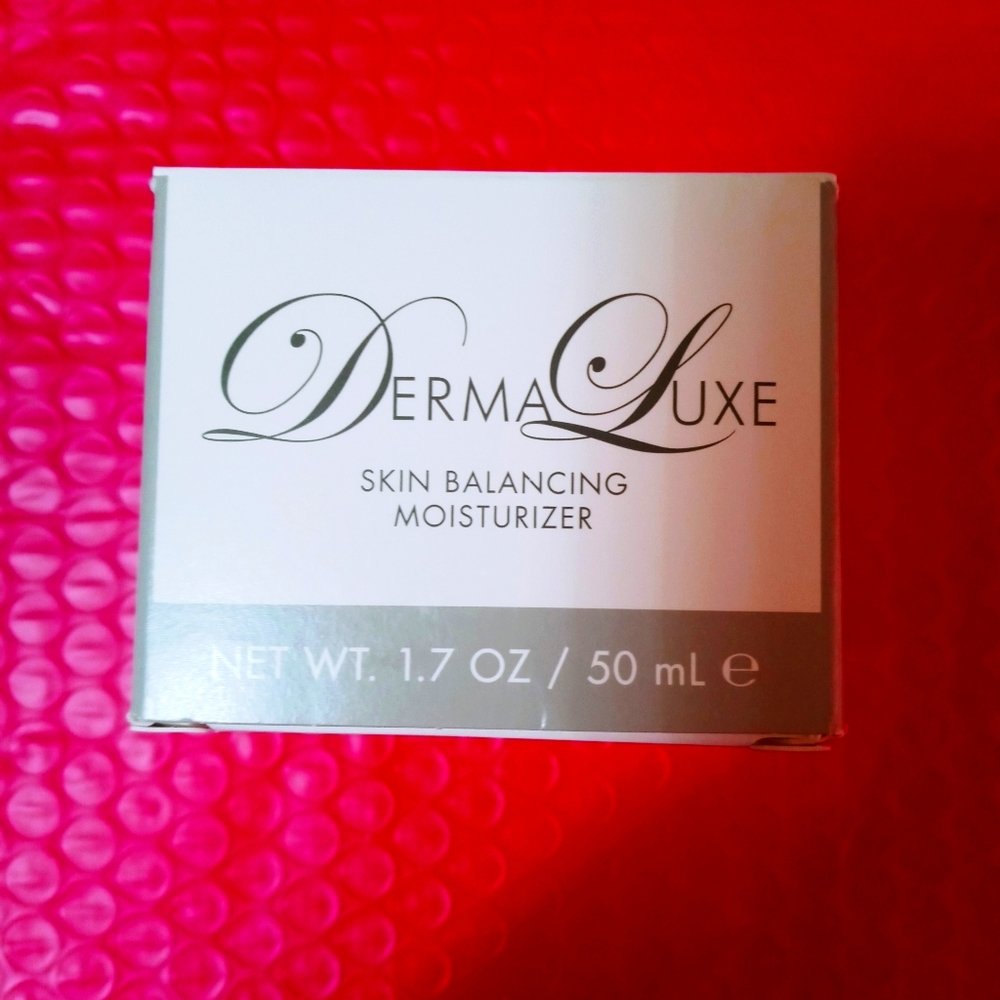 DERMALUXE
SKIN BALANCING
MOISTURIZER
NET WT. 1.7 OZ / 50 mL ℮